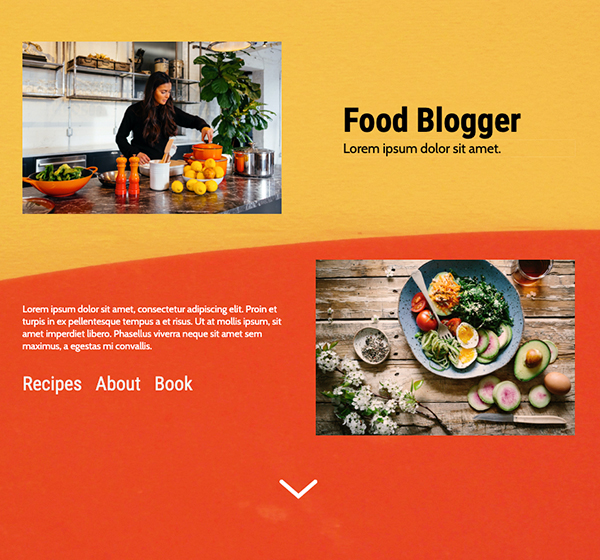 Food Blogger
Lorem ipsum dolor sit amet.
Lorem ipsum dolor sit amet, consectetur adipiscing elit. Proin et
turpis in ex pellentesque tempus a et risus. Ut at mollis ipsum, sit
amet imperdiet libero. Phasellus viverra neque sit amet sem
maximus, a egestas mi convallis.
Recipes About Book